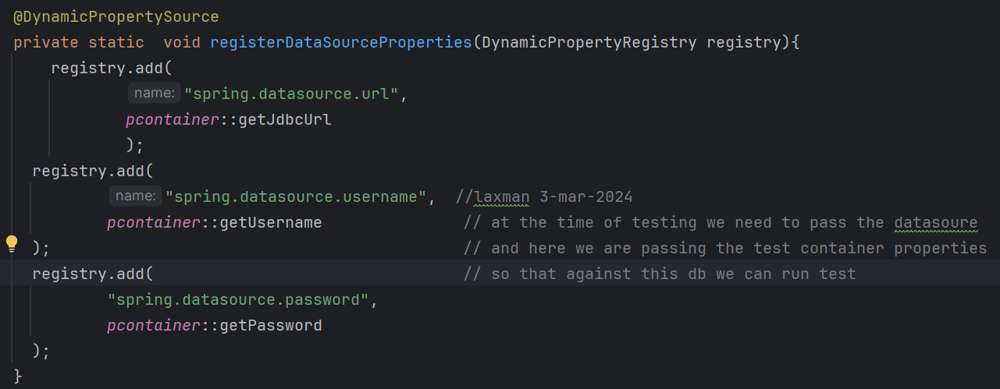 @DynamicPropertySource
private static  void registerDataSourceProperties(DynamicPropertyRegistry registry){
registry.add(
name: "spring.datasource.url",
pcontainer::getJdbcUrl
);
registry.add(
name: "spring.datasource.username",  //laxman 3-mar-2024
pcontainer::getUsername // at the time of testing we need to pass the datasoure
); // and here we are passing the test container properties
registry.add( // so that against this db we can run test
"spring.datasource.password",
pcontainer::getPassword
);
}